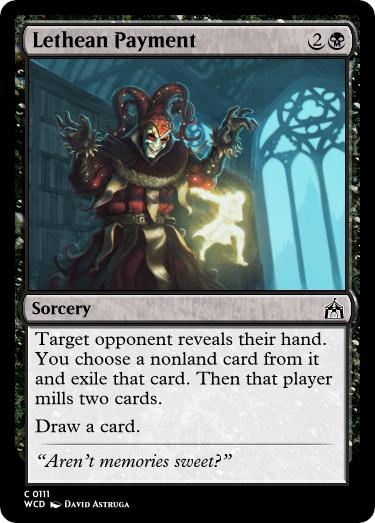 Lethean Payment 2
Sorcery
Target opponent reveals their hand.
You choose a nonland card from it
and exile that card. Then that player
mills two cards.
Draw a card.
“Aren’t memories sweet?”
C 0111
WCD David Astruga